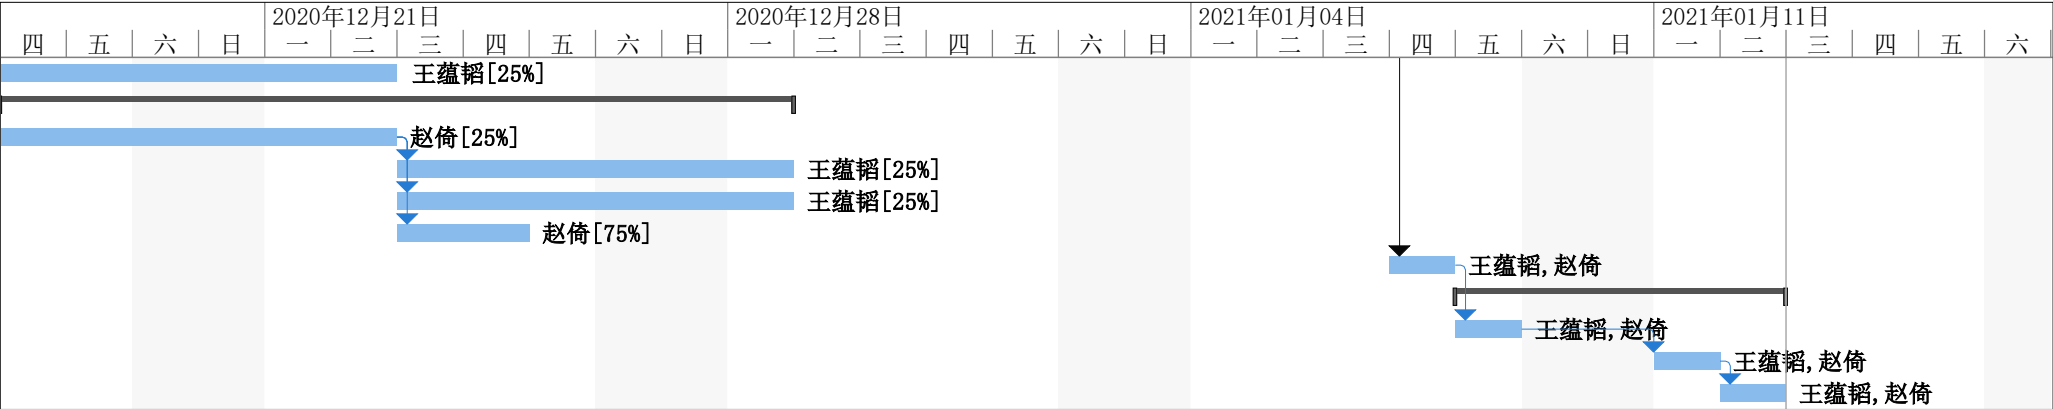 2020年12月21日 2020年12月28日 2021年01月04日 2021年01月11日
四 五 六 日 一 二 三 四 五 六 日 一 二 三 四 五 六 日 一 二 三 四 五 六 日 一 二 三 四 五 六
王蕴韬[25%]
赵倚[25%]
王蕴韬[25%]
王蕴韬[25%]
赵倚[75%]
王蕴韬,赵倚
王蕴韬,赵倚
王蕴韬,赵倚
王蕴韬,赵倚